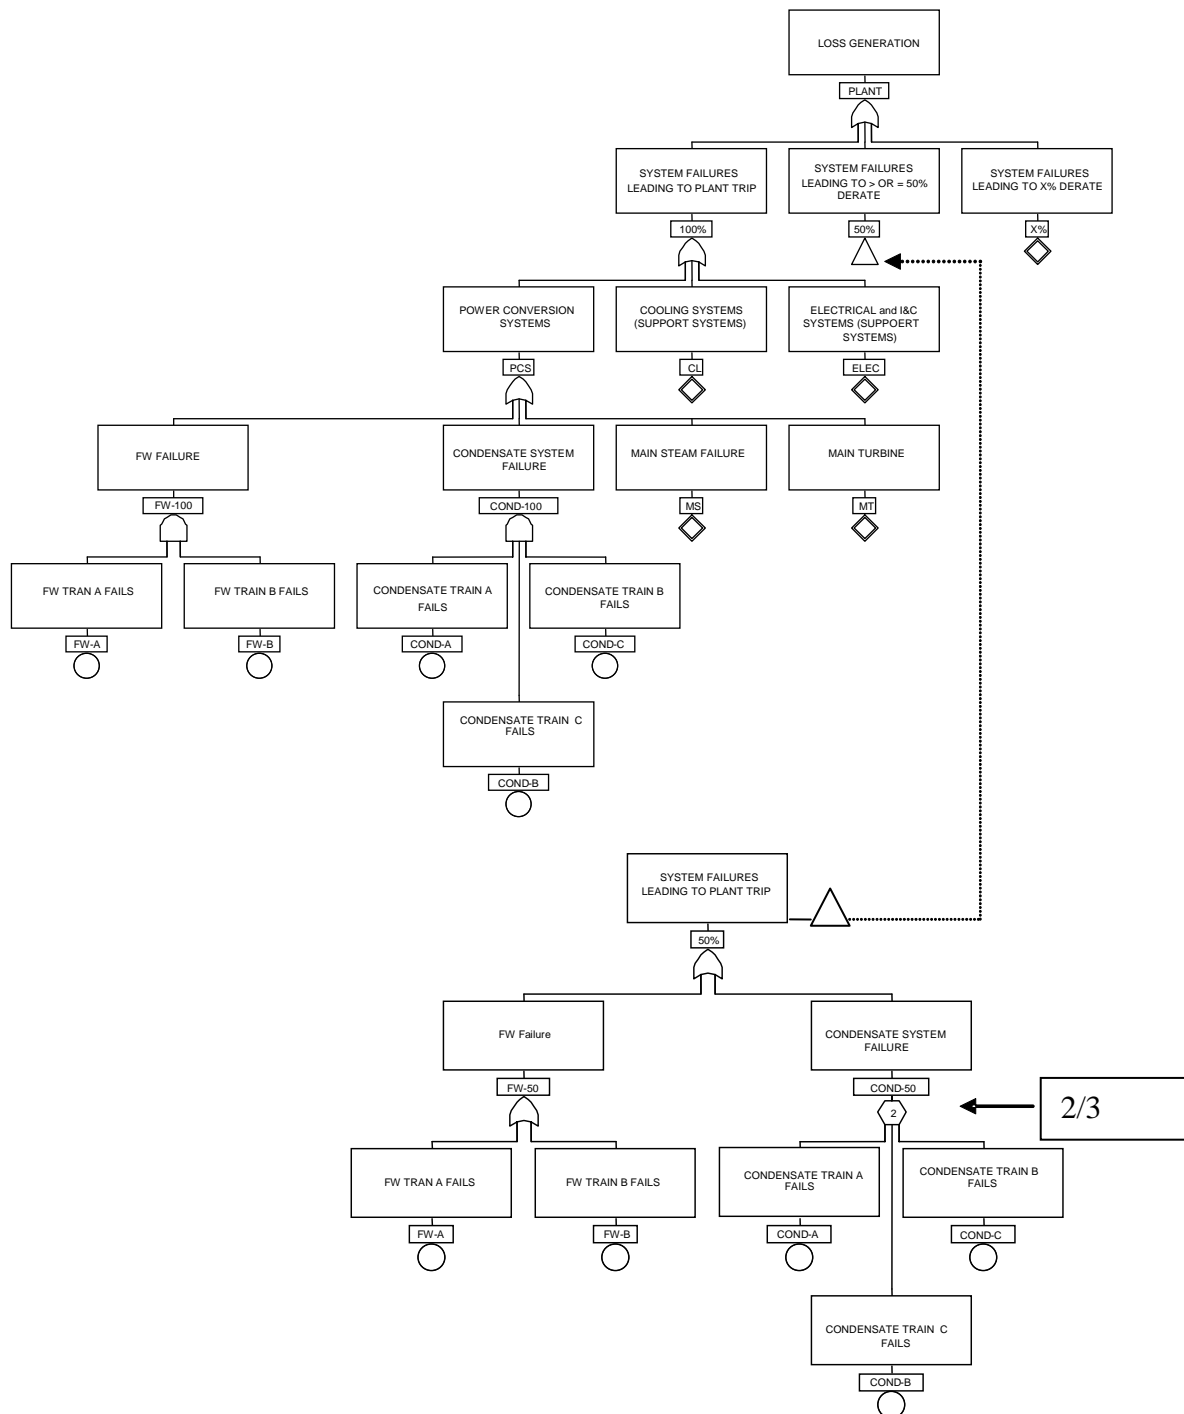 LOSS GENERATION
PLANT
SYSTEM FAILURES
LEADING TO PLANT TRIP
SYSTEM FAILURES
LEADING TO > OR = 50%
DERATE
SYSTEM FAILURES
LEADING TO X% DERATE
100%
50%
X%
POWER CONVERSION
SYSTEMS
COOLING SYSTEMS
(SUPPORT SYSTEMS)
ELECTRICAL and I&C
SYSTEMS (SUPPOERT
SYSTEMS)
PCS
CL
ELEC
FW FAILURE
CONDENSATE SYSTEM
FAILURE
MAIN STEAM FAILURE
MAIN TURBINE
FW-100
COND-100
MS
MT
FW TRAN A FAILS
FW TRAIN B FAILS
CONDENSATE TRAIN A
FAILS
CONDENSATE TRAIN B
FAILS
FW-A
FW-B
COND-A
COND-C
CONDENSATE TRAIN C
FAILS
COND-B
SYSTEM FAILURES
LEADING TO PLANT TRIP
50%
FW Failure
CONDENSATE SYSTEM
FAILURE
FW-50
COND-50
2
2/3
FW TRAN A FAILS
FW TRAIN B FAILS
CONDENSATE TRAIN A
FAILS
CONDENSATE TRAIN B
FAILS
FW-A
FW-B
COND-A
COND-C
CONDENSATE TRAIN C
FAILS
COND-B